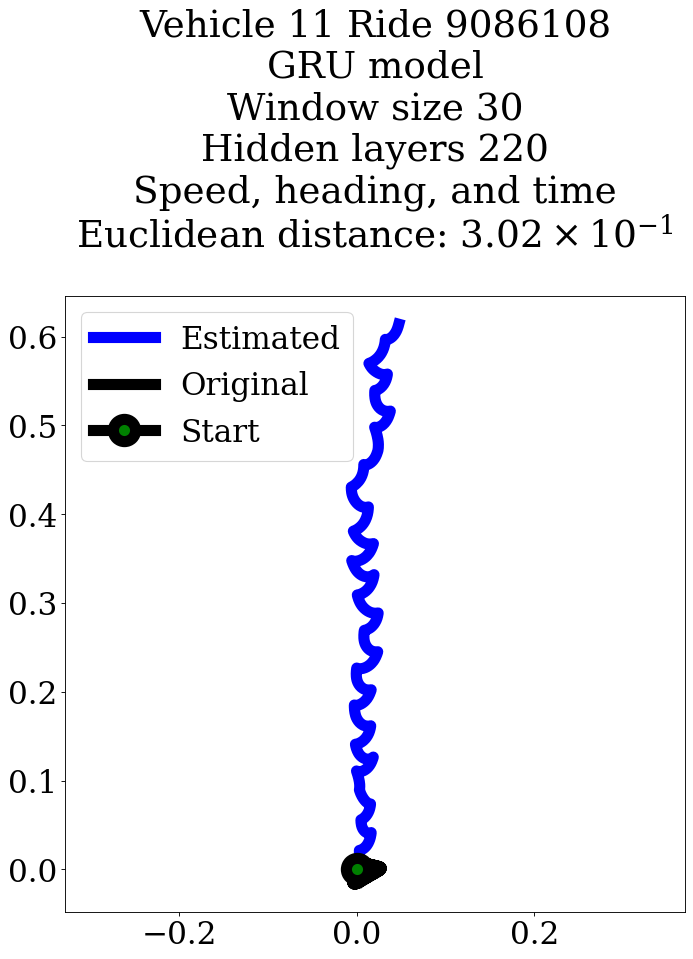 Vehicle 11 Ride 9086108
GRU model
Window size 30
Hidden layers 220
Speed, heading, and time
Euclidean distance: 3.02 × 10⁻¹
Estimated
Original
Start
0.6
0.5
0.4
0.3
0.2
0.1
0.0
−0.2 0.0 0.2